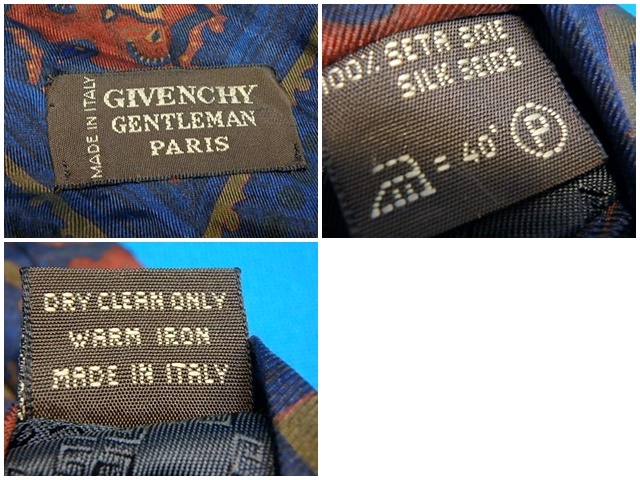 MADE IN ITALY
GIVENCHY
GENTLEMAN
PARIS
100% SETA SOIE
SILK SEIDE
= 40° P
DRY CLEAN ONLY
WARM IRON
MADE IN ITALY